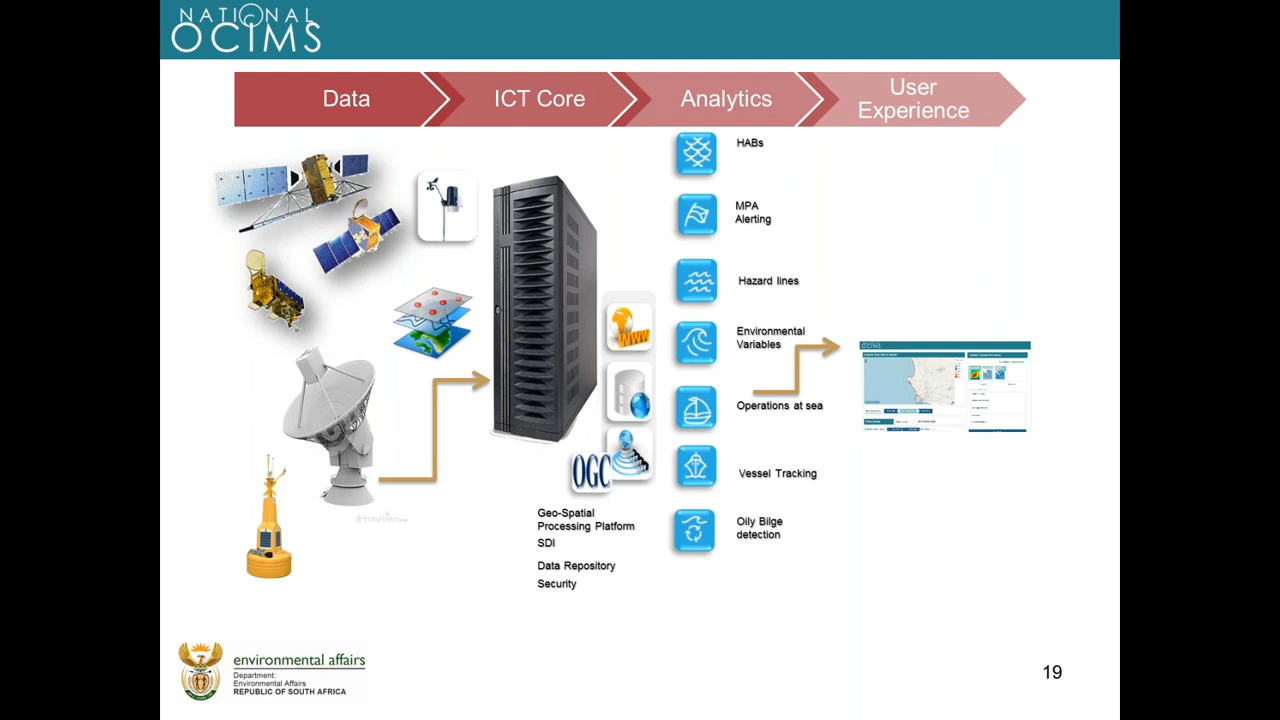 NATIONAL
OCIMS
Data
ICT Core
Analytics
User
Experience
HABs
MPA
Alerting
Hazard lines
Environmental
Variables
Operations at sea
Vessel Tracking
Oily Bilge
detection
WWW
OGC
Geo-Spatial
Processing Platform
SDI
Data Repository
Security
OCIMS
environmental affairs
Department:
Environmental Affairs
REPUBLIC OF SOUTH AFRICA
19